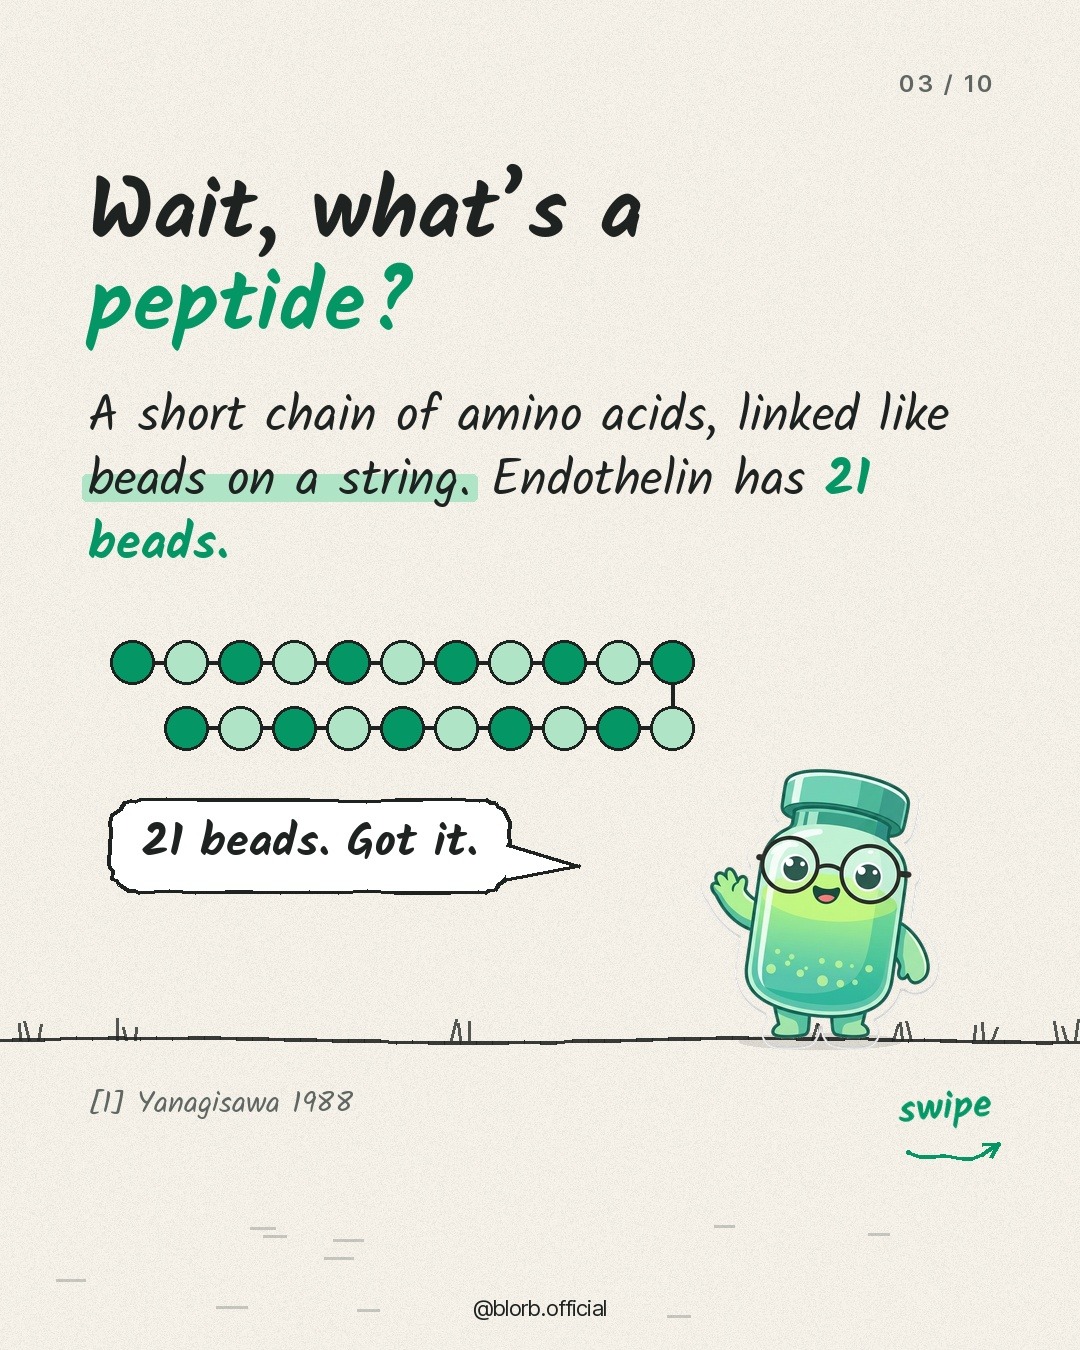 03 / 10
Wait, what’s a
peptide?
A short chain of amino acids, linked like
beads on a string. Endothelin has 21
beads.
21 beads. Got it.
[1] Yanagisawa 1988
swipe
@blorb.official